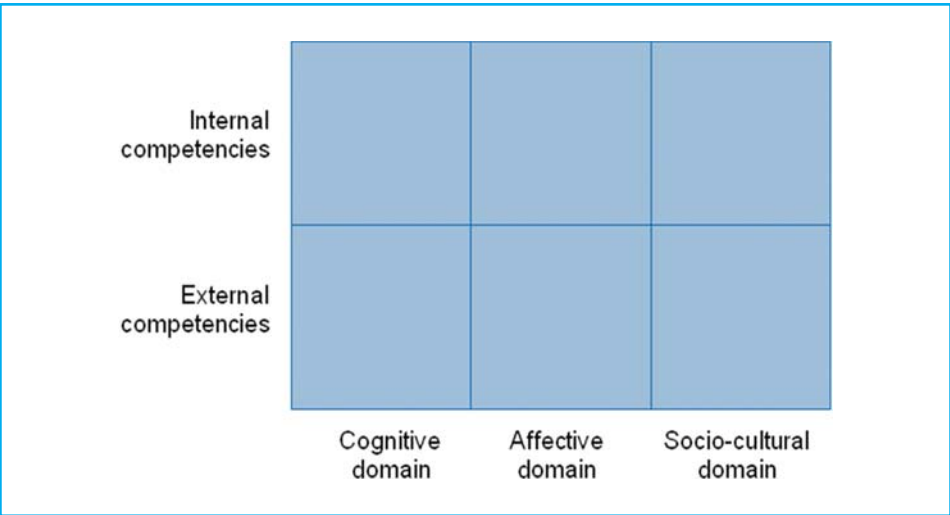 Internal
competencies
External
competencies
Cognitive
domain
Affective
domain
Socio-cultural
domain